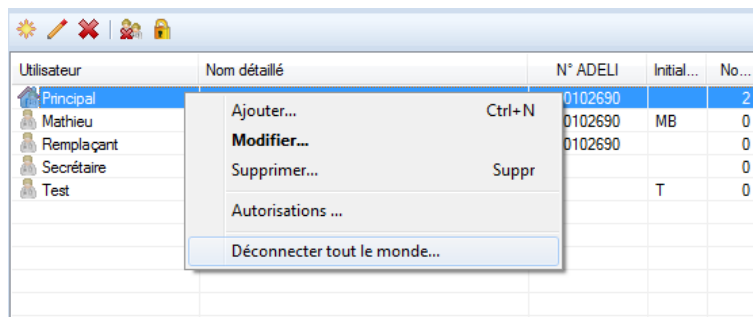 Utilisateur Nom détaillé N° ADELI Initial... No...
Principal 0102690 2
Ajouter... Ctrl+N
Mathieu 0102690 MB 0
Modifier...
Remplaçant 0102690 0
Supprimer... Suppr
Secrétaire 0
Test T 0
Autorisations ...
Déconnecter tout le monde...